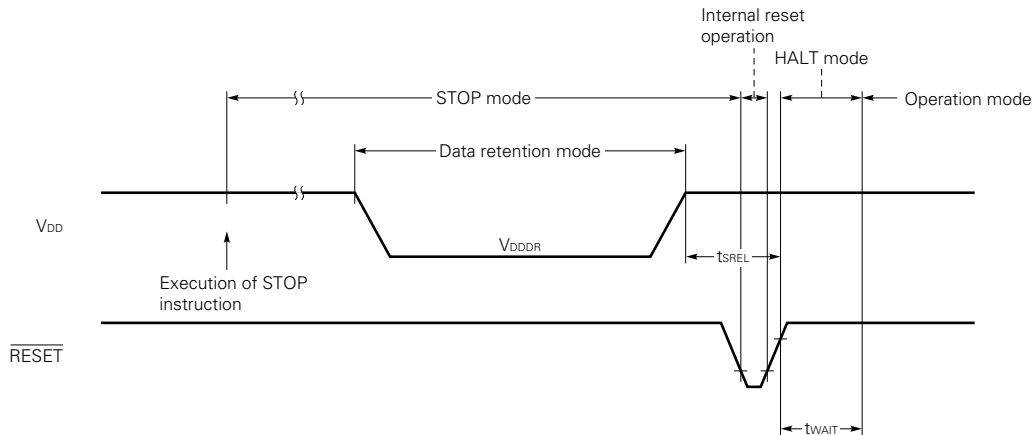 Internal reset
operation
HALT mode
STOP mode
Operation mode
Data retention mode
VDD
VDDDR
tSREL
Execution of STOP
instruction
RESET
tWAIT